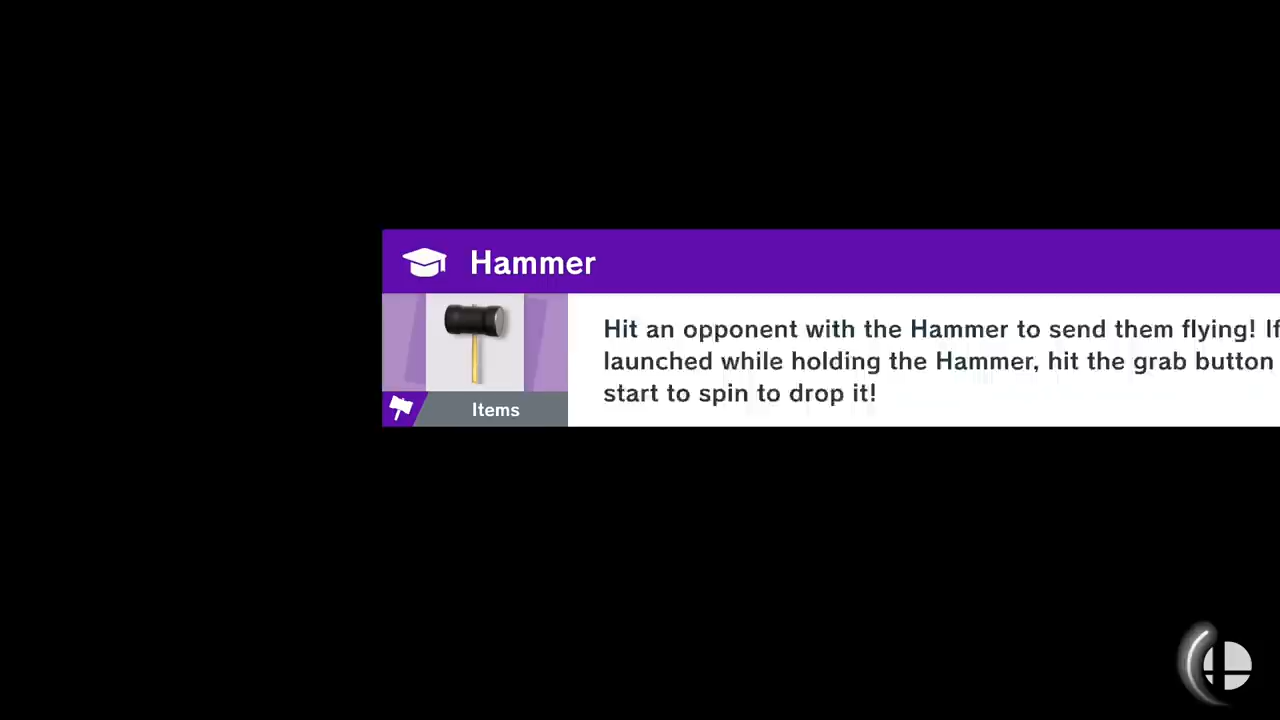 Hammer
Hit an opponent with the Hammer to send them flying! If
launched while holding the Hammer, hit the grab button
start to spin to drop it!
Items